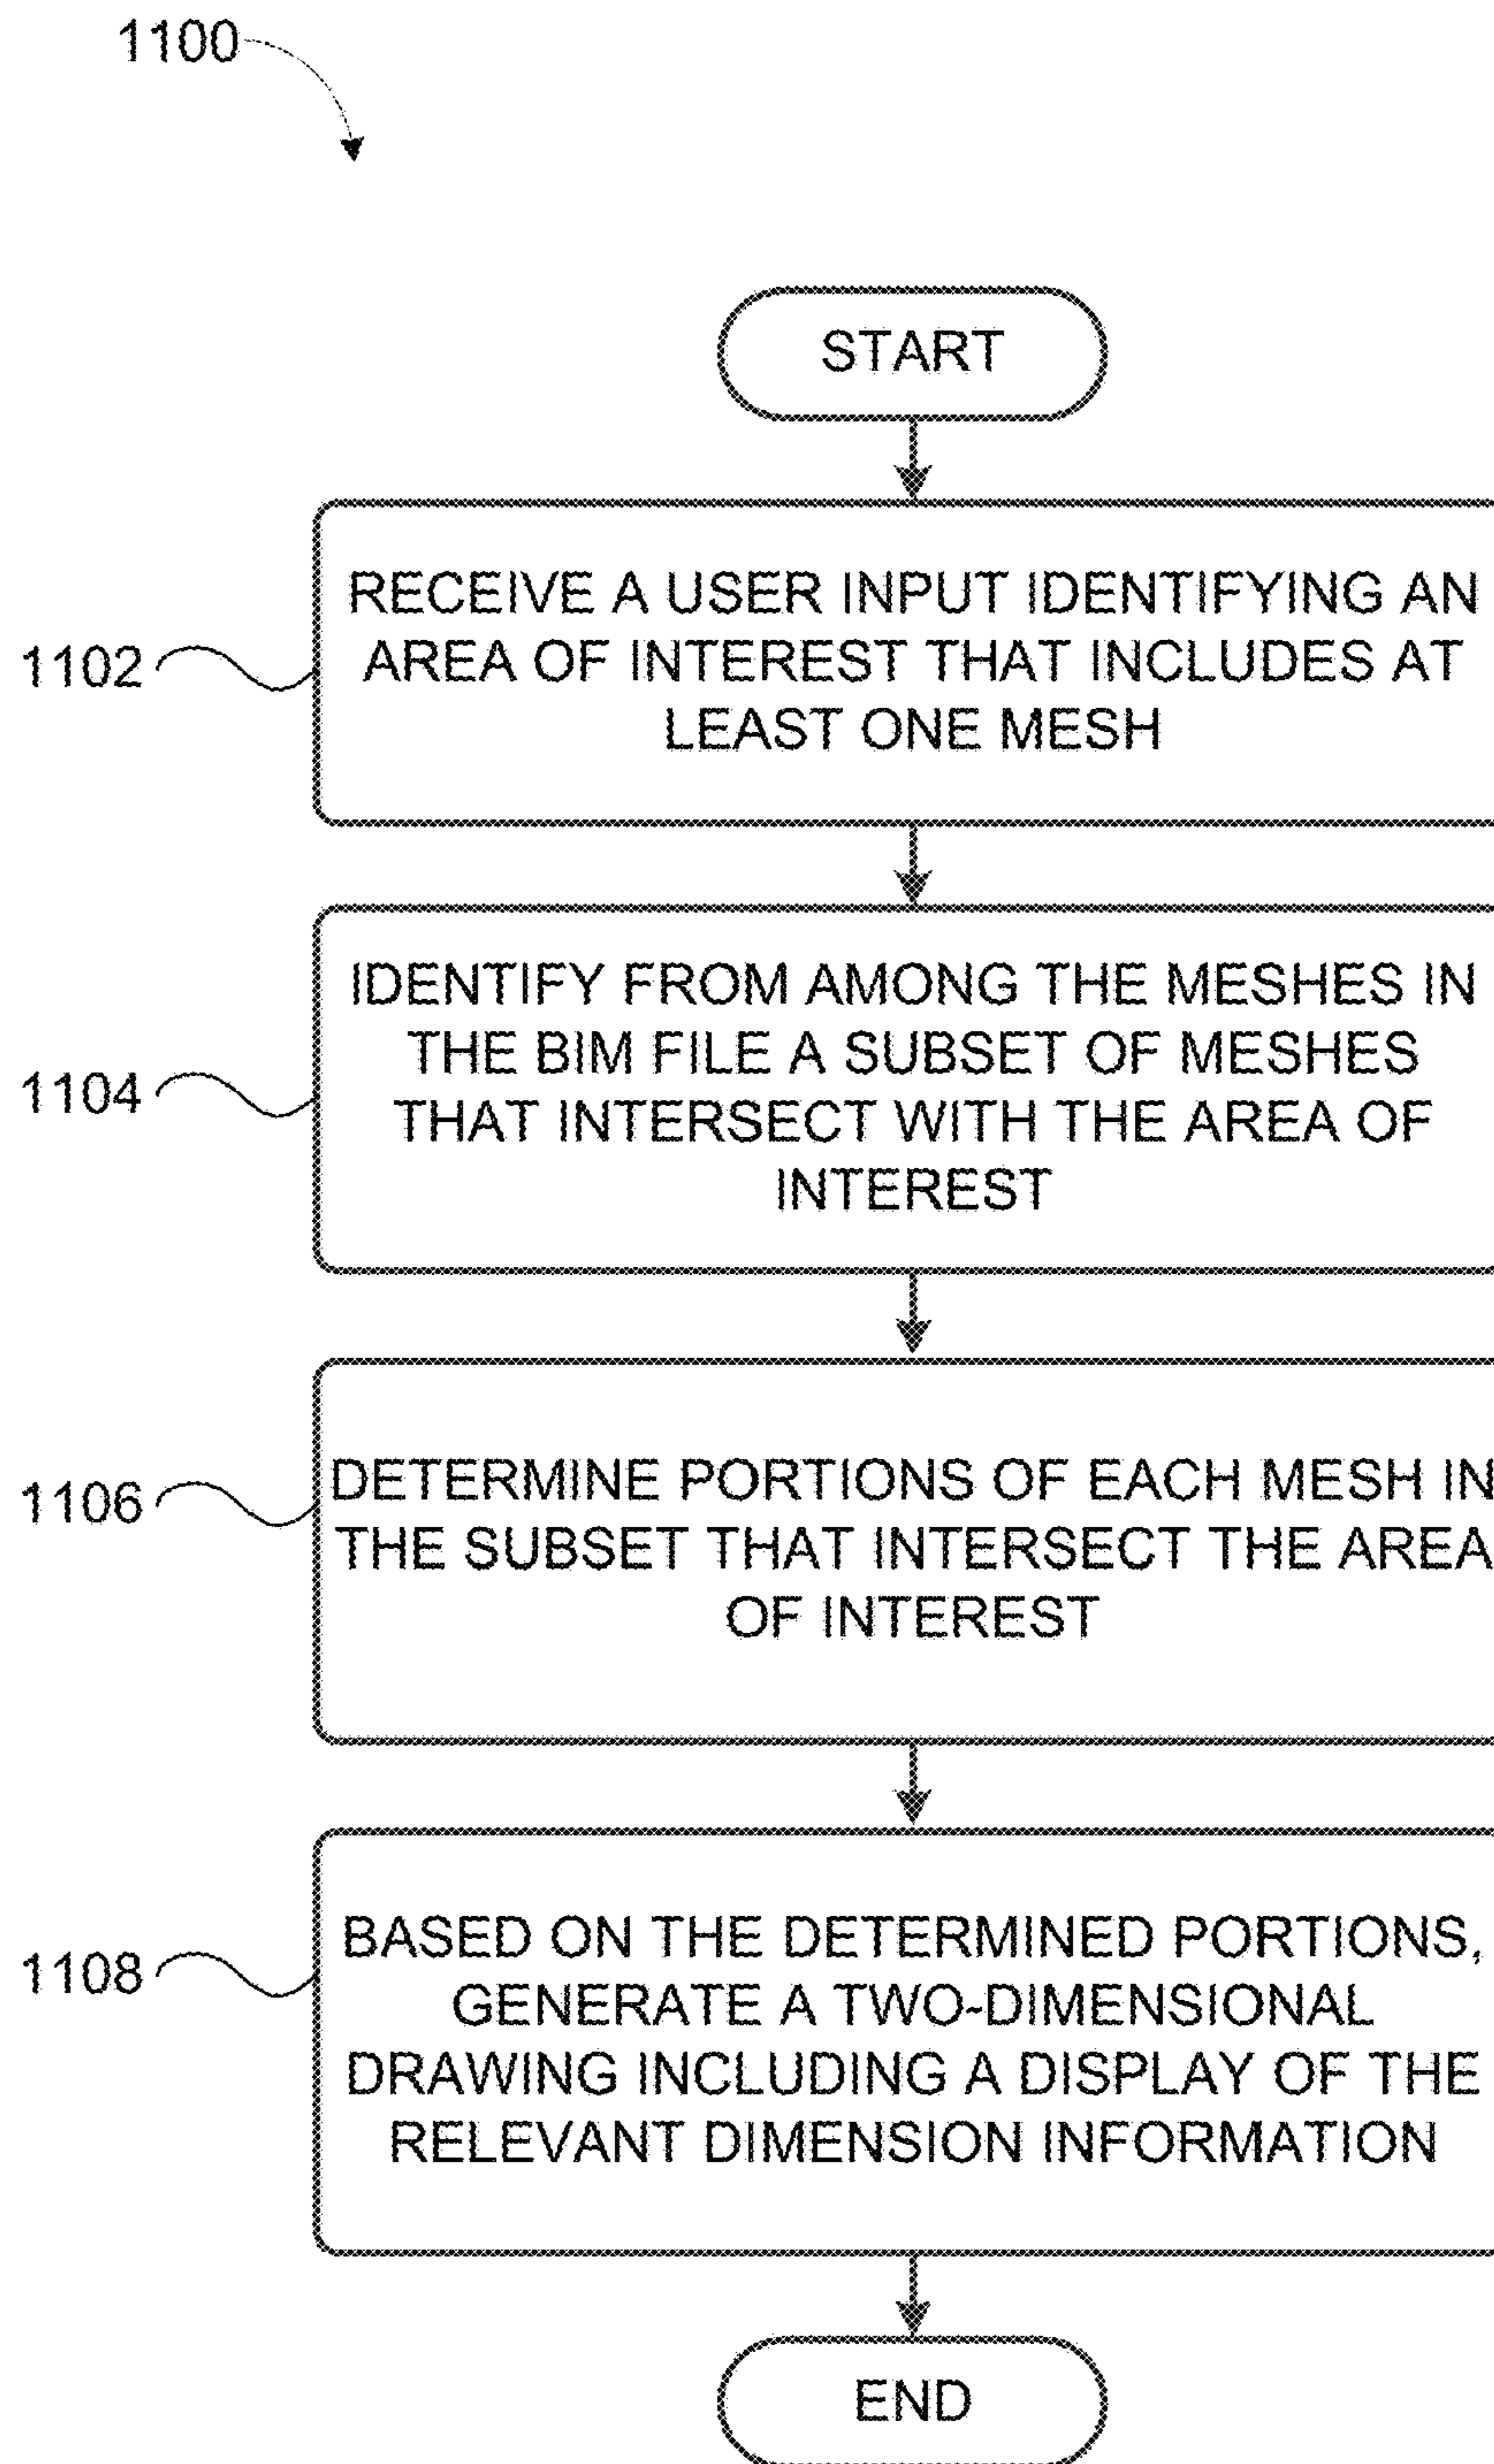 1100
START
1102
RECEIVE A USER INPUT IDENTIFYING AN
AREA OF INTEREST THAT INCLUDES AT
LEAST ONE MESH
1104
IDENTIFY FROM AMONG THE MESHES IN
THE BIM FILE A SUBSET OF MESHES
THAT INTERSECT WITH THE AREA OF
INTEREST
1106
DETERMINE PORTIONS OF EACH MESH IN
THE SUBSET THAT INTERSECT THE AREA
OF INTEREST
1108
BASED ON THE DETERMINED PORTIONS,
GENERATE A TWO-DIMENSIONAL
DRAWING INCLUDING A DISPLAY OF THE
RELEVANT DIMENSION INFORMATION
END